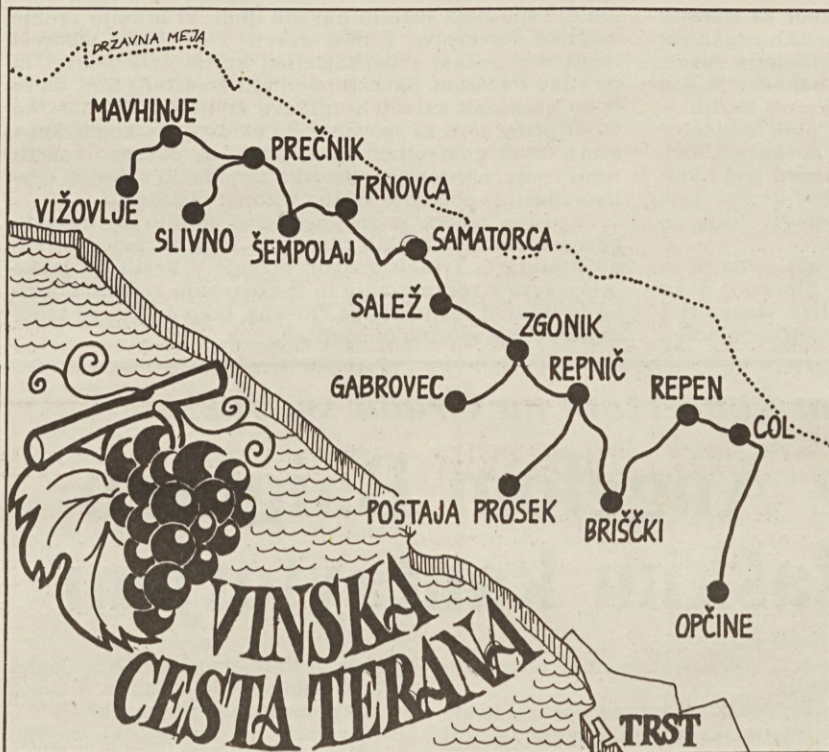 DRŽAVNA MEJA
MAVHINJE
PREČNIK
VIŽOVLJE
SLIVNO
ŠEMPOLAJ
TRNOVCA
SAMATORCA
SALEŽ
ZGONIK
GABROVEC
REPNIČ
REPEN
COL
POSTAJA PROSEK
BRIŠČKI
OPČINE
VINSKA
CESTA TERANA
TRST